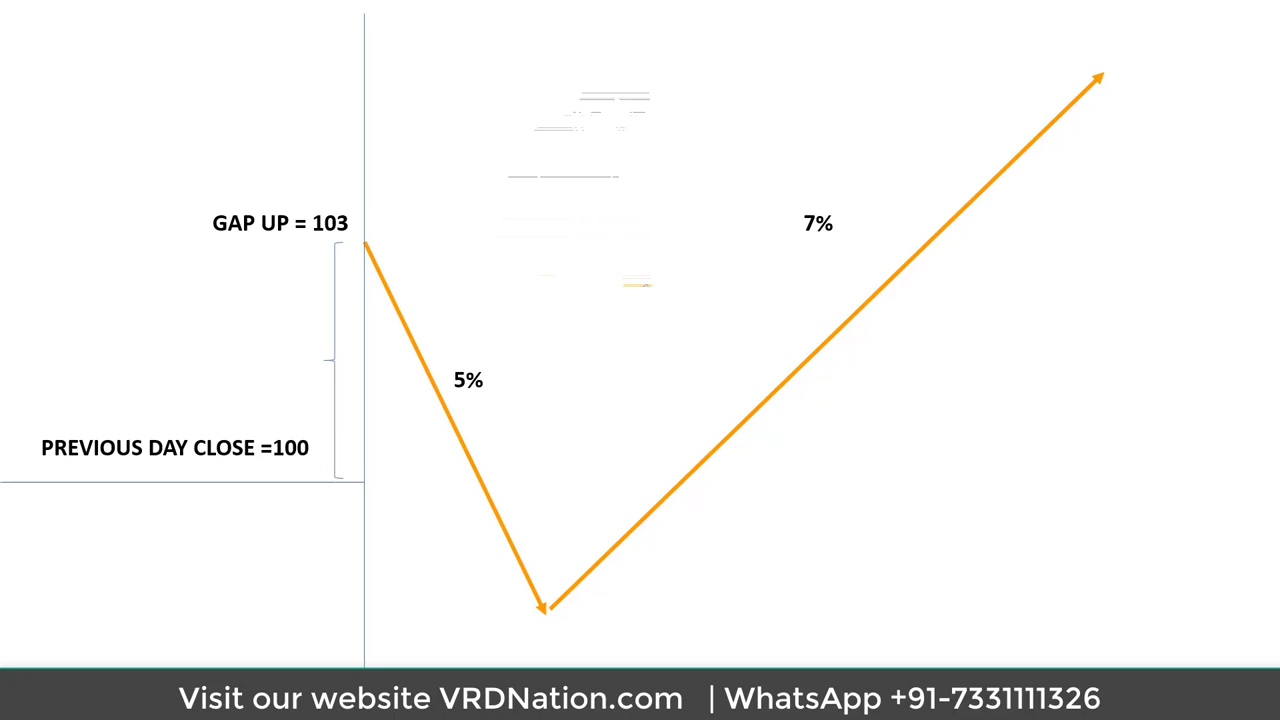 GAP UP = 103
7%
5%
PREVIOUS DAY CLOSE =100
Visit our website VRDNation.com | WhatsApp +91-7331111326